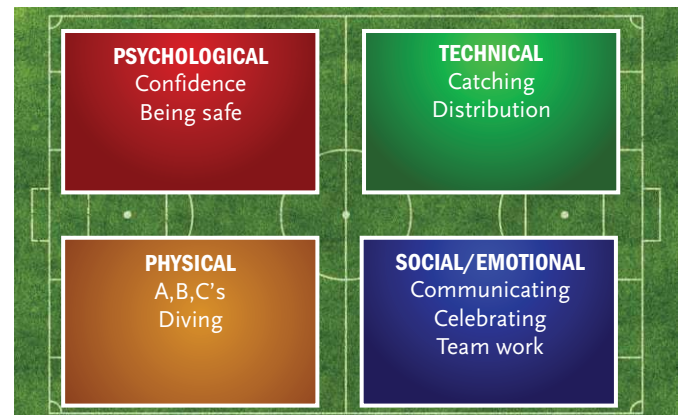 PSYCHOLOGICAL
Confidence
Being safe
TECHNICAL
Catching
Distribution
PHYSICAL
A,B,C's
Diving
SOCIAL/EMOTIONAL
Communicating
Celebrating
Team work